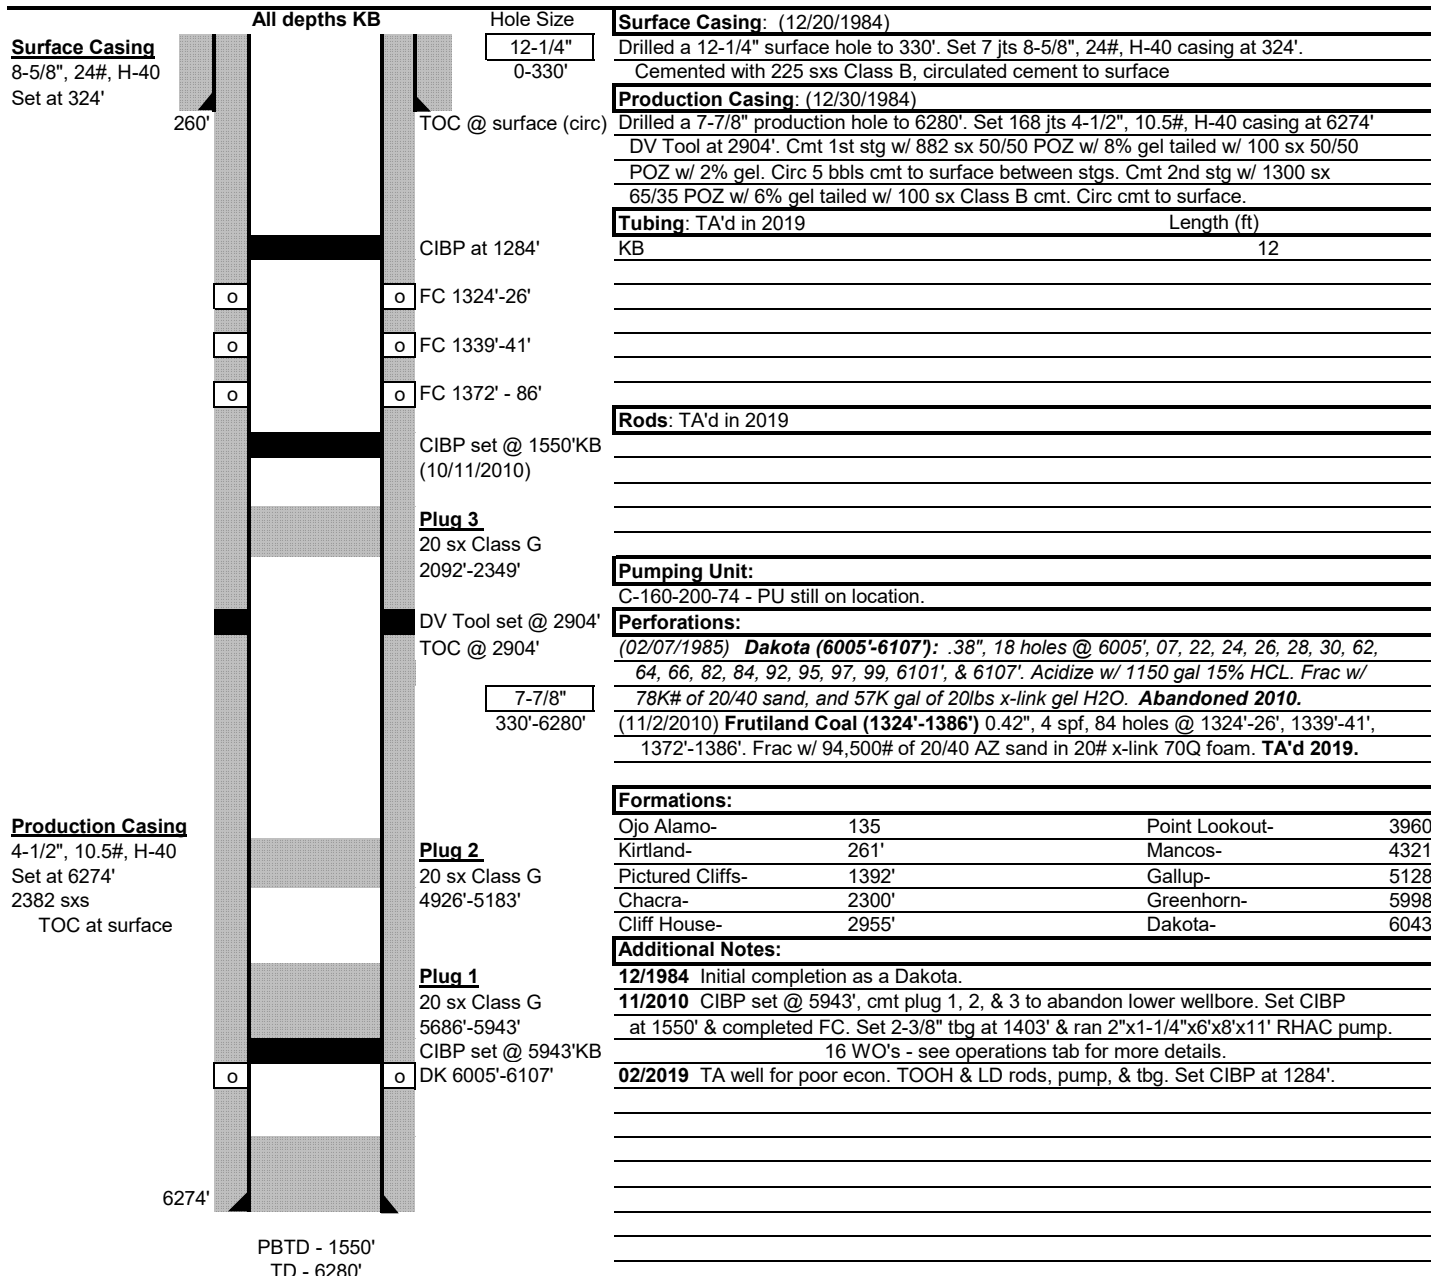 All depths KB
Hole Size
Surface Casing
8-5/8", 24#, H-40
Set at 324'
12-1/4"
0-330'
260'
TOC @ surface (circ)
CIBP at 1284'
o o FC 1324'-26'
o o FC 1339'-41'
o o FC 1372' - 86'
CIBP set @ 1550'KB
(10/11/2010)
Plug 3
20 sx Class G
2092'-2349'
DV Tool set @ 2904'
TOC @ 2904'
7-7/8"
330'-6280'
Production Casing
4-1/2", 10.5#, H-40
Set at 6274'
2382 sxs
TOC at surface
Plug 2
20 sx Class G
4926'-5183'
Plug 1
20 sx Class G
5686'-5943'
CIBP set @ 5943'KB
o o DK 6005'-6107'
6274'
PBTD - 1550'
TD - 6280'
Surface Casing: (12/20/1984)
Drilled a 12-1/4" surface hole to 330'. Set 7 jts 8-5/8", 24#, H-40 casing at 324'.
Cemented with 225 sxs Class B, circulated cement to surface
Production Casing: (12/30/1984)
Drilled a 7-7/8" production hole to 6280'. Set 168 jts 4-1/2", 10.5#, H-40 casing at 6274'
DV Tool at 2904'. Cmt 1st stg w/ 882 sx 50/50 POZ w/ 8% gel tailed w/ 100 sx 50/50
POZ w/ 2% gel. Circ 5 bbls cmt to surface between stgs. Cmt 2nd stg w/ 1300 sx
65/35 POZ w/ 6% gel tailed w/ 100 sx Class B cmt. Circ cmt to surface.
Tubing: TA'd in 2019 Length (ft)
KB 12
Rods: TA'd in 2019
Pumping Unit:
C-160-200-74 - PU still on location.
Perforations:
(02/07/1985) Dakota (6005'-6107'): .38", 18 holes @ 6005', 07, 22, 24, 26, 28, 30, 62,
64, 66, 82, 84, 92, 95, 97, 99, 6101', & 6107'. Acidize w/ 1150 gal 15% HCL. Frac w/
78K# of 20/40 sand, and 57K gal of 20lbs x-link gel H2O. Abandoned 2010.
(11/2/2010) Frutiland Coal (1324'-1386') 0.42", 4 spf, 84 holes @ 1324'-26', 1339'-41',
1372'-1386'. Frac w/ 94,500# of 20/40 AZ sand in 20# x-link 70Q foam. TA'd 2019.
Formations:
Ojo Alamo- 135 Point Lookout- 3960
Kirtland- 261' Mancos- 4321
Pictured Cliffs- 1392' Gallup- 5128
Chacra- 2300' Greenhorn- 5998
Cliff House- 2955' Dakota- 6043
Additional Notes:
12/1984 Initial completion as a Dakota.
11/2010 CIBP set @ 5943', cmt plug 1, 2, & 3 to abandon lower wellbore. Set CIBP
at 1550' & completed FC. Set 2-3/8" tbg at 1403' & ran 2"x1-1/4"x6'x8'x11' RHAC pump.
16 WO's - see operations tab for more details.
02/2019 TA well for poor econ. TOOH & LD rods, pump, & tbg. Set CIBP at 1284'.